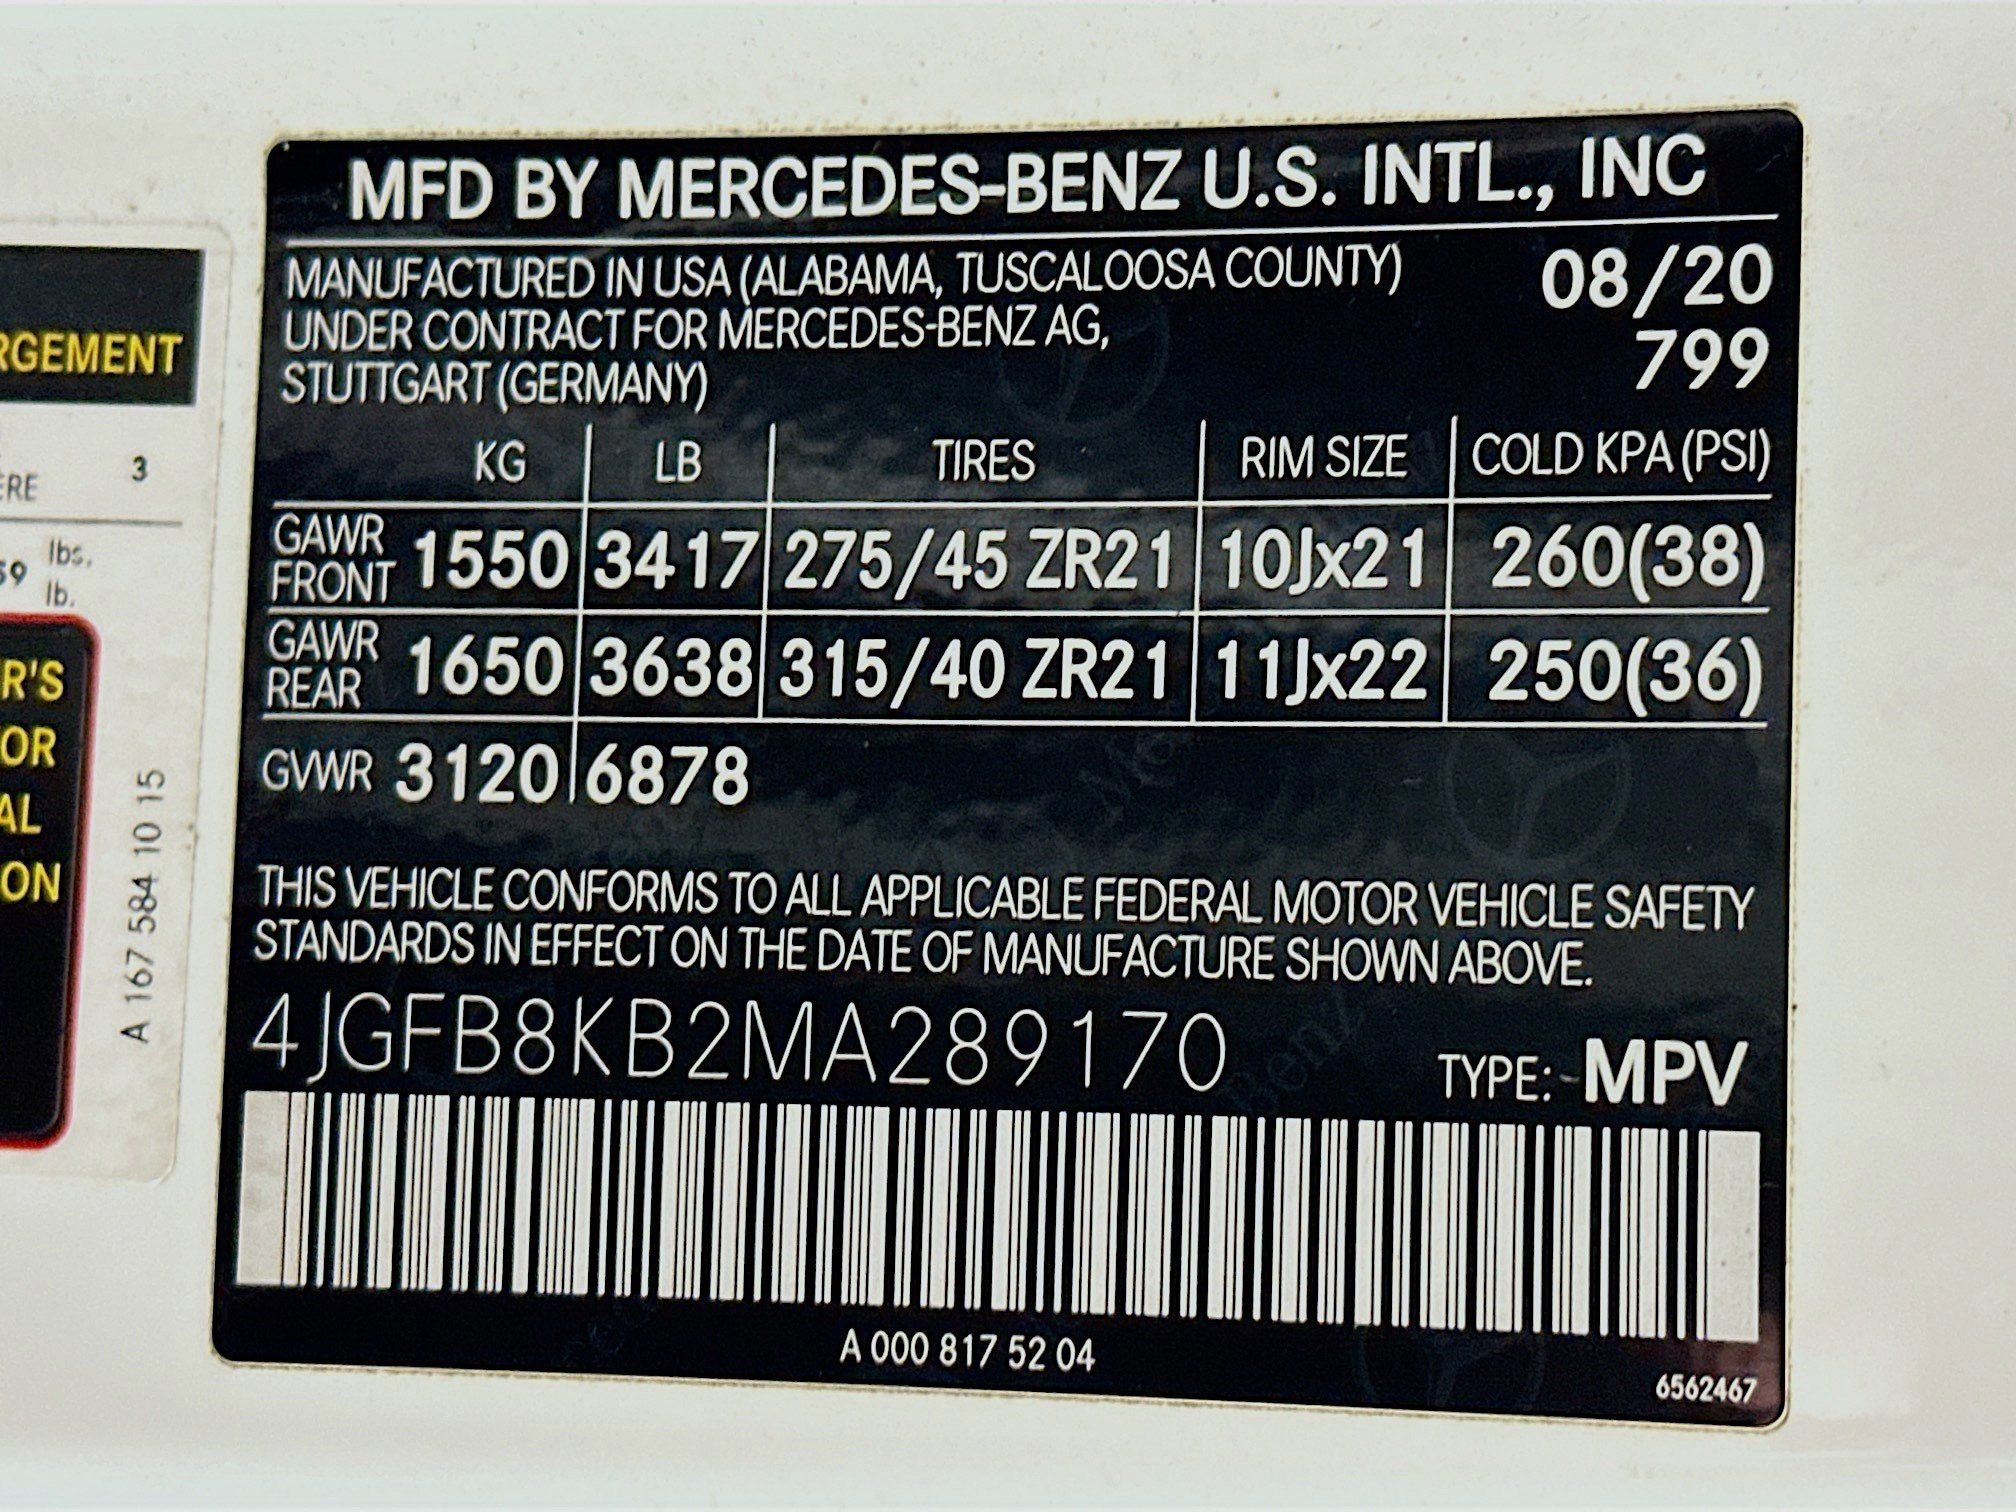 MFD BY MERCEDES-BENZ U.S. INTL., INC
MANUFACTURED IN USA (ALABAMA, TUSCALOOSA COUNTY) 08/20
UNDER CONTRACT FOR MERCEDES-BENZ AG, 799
STUTTGART (GERMANY)
KG LB TIRES RIM SIZE COLD KPA (PSI)
GAWR FRONT 1550 3417 275/45 ZR21 10Jx21 260(38)
GAWR REAR 1650 3638 315/40 ZR21 11Jx22 250(36)
GVWR 3120 6878
THIS VEHICLE CONFORMS TO ALL APPLICABLE FEDERAL MOTOR VEHICLE SAFETY
STANDARDS IN EFFECT ON THE DATE OF MANUFACTURE SHOWN ABOVE.
4JGFB8KB2MA289170 TYPE: -MPV
A 000 817 52 04
6562467
RGEMENT
ERE 3
59 lbs.
lb.
R'S
OR
AL
ON
A 167 584 10 15